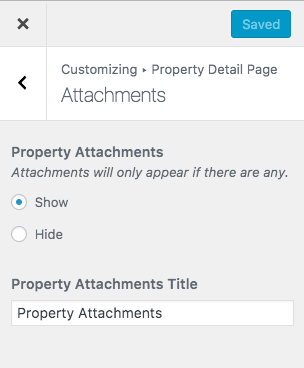 Saved
Customizing ▸ Property Detail Page
Attachments
Property Attachments
Attachments will only appear if there are any.
Show
Hide
Property Attachments Title
Property Attachments